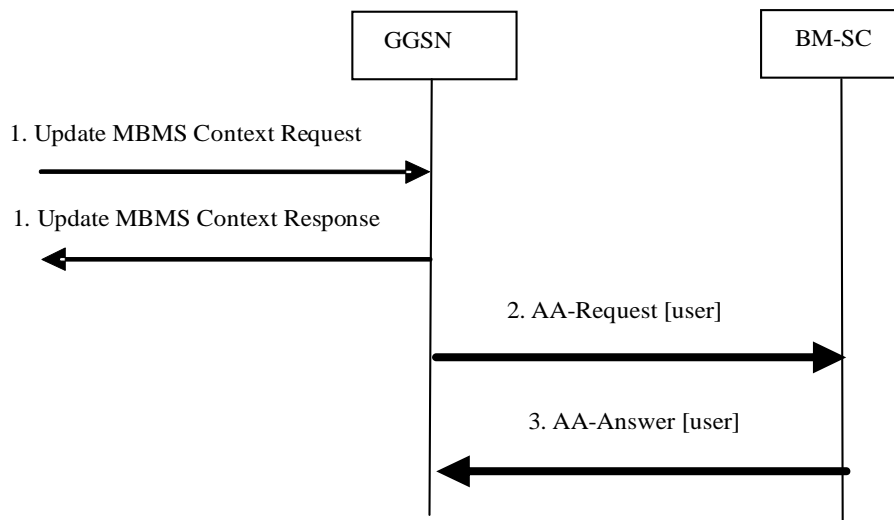 GGSN
BM-SC
1. Update MBMS Context Request
1. Update MBMS Context Response
2. AA-Request [user]
3. AA-Answer [user]